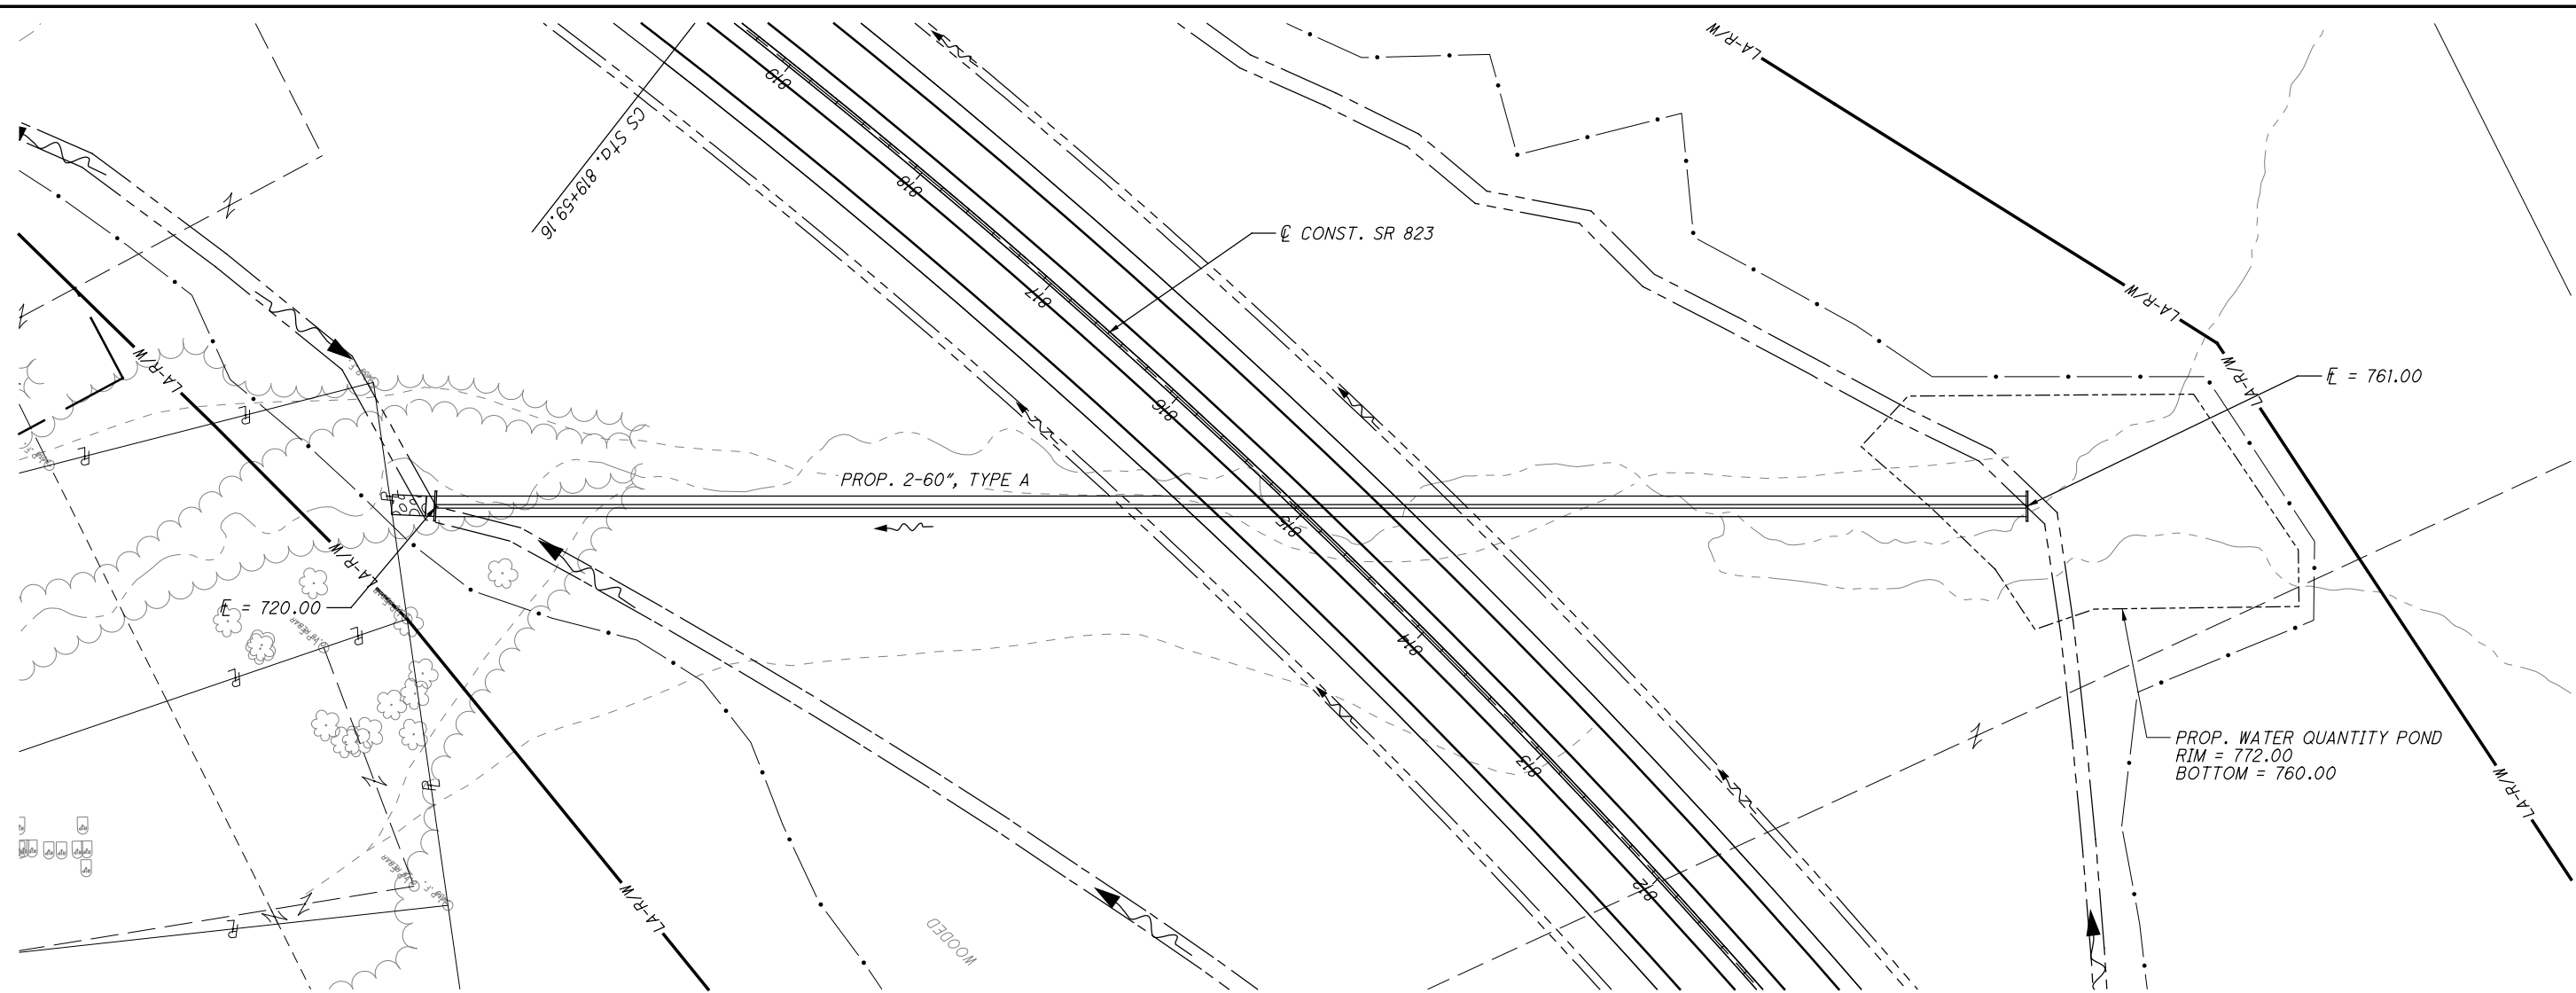 LA-R/W
819
CS Sta. 819+59.16
818
℄ CONST. SR 823
817
LA-R/W
LA-R/W
LA-R/W
816
F̵L = 761.00
PROP. 2-60", TYPE A
815
LA-R/W
F̵L = 720.00
814
PROP. WATER QUANTITY POND
RIM = 772.00
BOTTOM = 760.00
813
LA-R/W
812
LA-R/W
WOODED